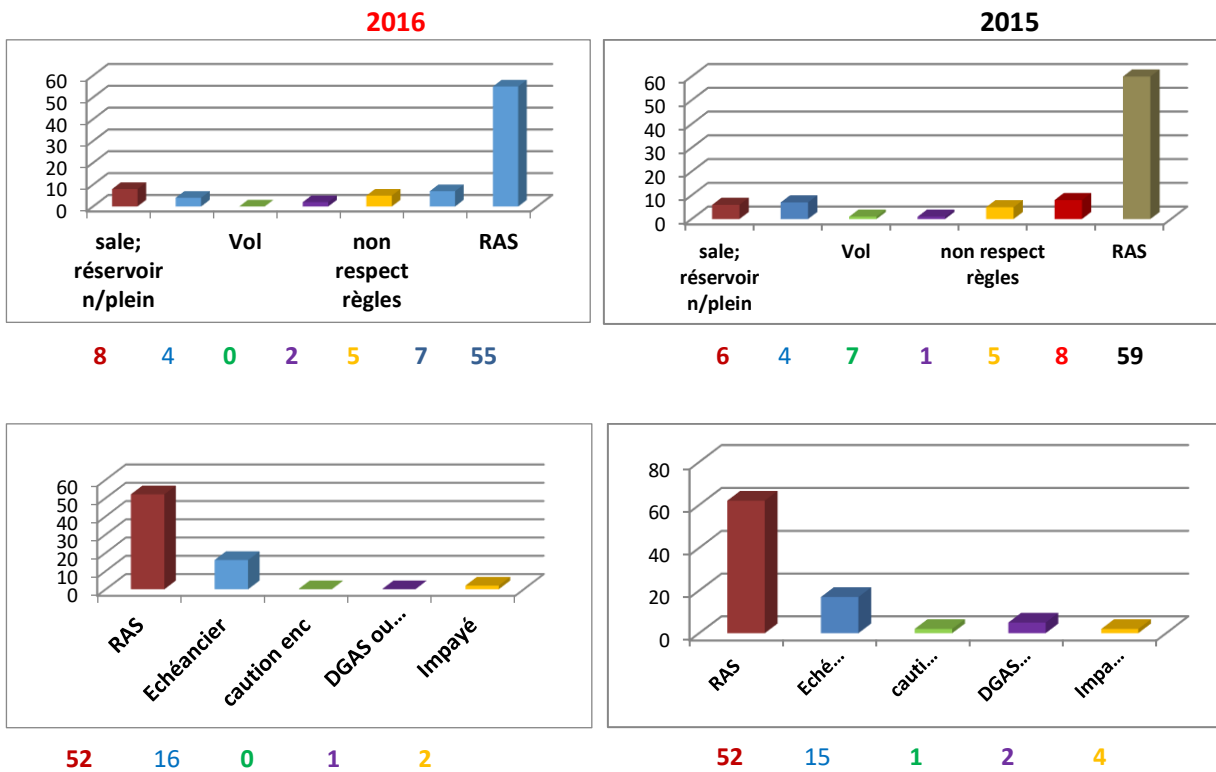 2016
2015
60
50
40
30
20
10
0
sale;
réservoir
n/plein
Vol
non
respect
règles
RAS
60
50
40
30
20
10
0
sale;
réservoir
n/plein
Vol
non respect
règles
RAS
8 4 0 2 5 7 55
6 4 7 1 5 8 59
60
50
40
30
20
10
0
RAS
Echéancier
caution enc
DGAS ou...
Impayé
80
60
40
20
0
RAS
Eché...
cauti...
DGAS...
Impa...
52 16 0 1 2
52 15 1 2 4